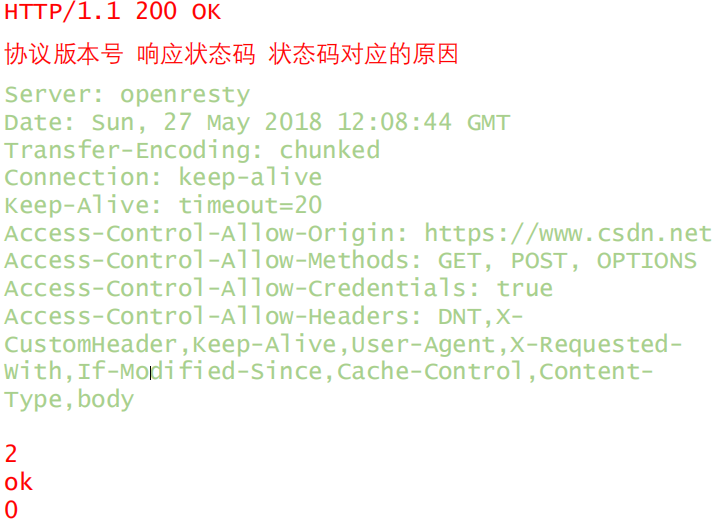 HTTP/1.1 200 OK
协议版本号 响应状态码 状态码对应的原因
Server: openresty
Date: Sun, 27 May 2018 12:08:44 GMT
Transfer-Encoding: chunked
Connection: keep-alive
Keep-Alive: timeout=20
Access-Control-Allow-Origin: https://www.csdn.net
Access-Control-Allow-Methods: GET, POST, OPTIONS
Access-Control-Allow-Credentials: true
Access-Control-Allow-Headers: DNT,X-
CustomHeader,Keep-Alive,User-Agent,X-Requested-
With,If-Modified-Since,Cache-Control,Content-
Type,body
2
ok
0